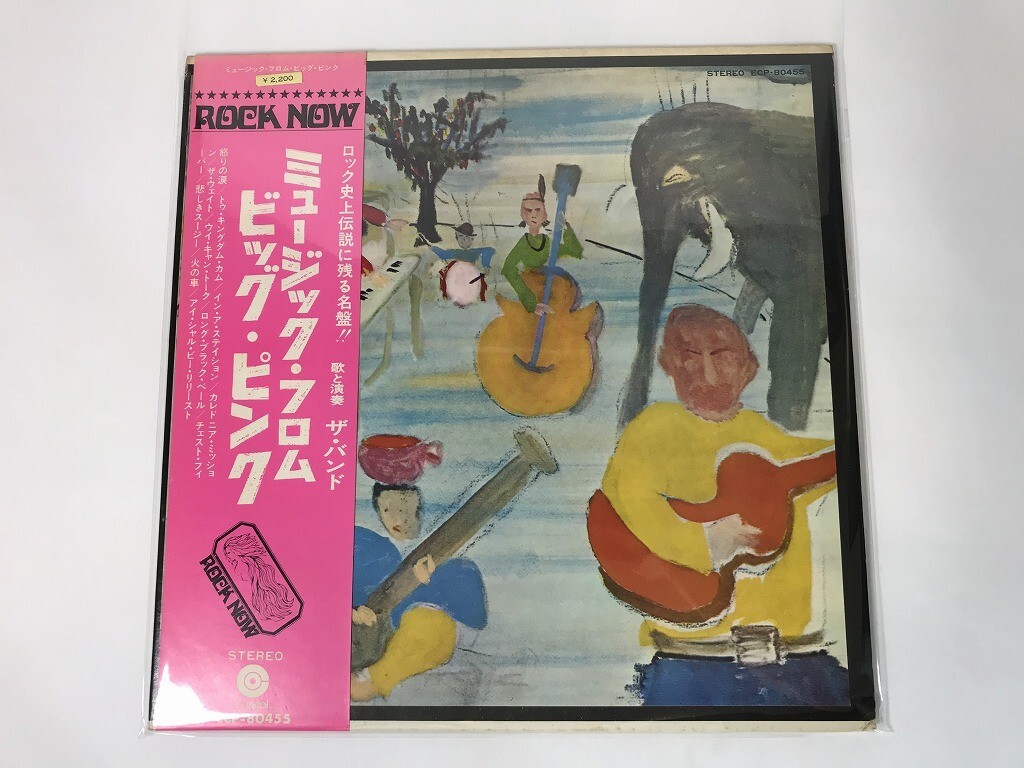 ミュージック・フロム・ビッグ・ピンク
¥2,200
ROCK NOW
ロック史上伝説に残る名盤!!
歌と演奏 ザ・バンド
ミュージック・フロム
ビッグ・ピンク
怒りの涙 トゥ・キングダム・カム/イン・ア・ステイション/カレドニア・ミッショ
ン/ザ・ウェイト/ウイ・キャン・トーク/ロング・ブラック・ベール/チェスト・フィ
ーバー/悲しきスージー/火の車/アイ・シャル・ビー・リリースト
ROCK NOW
STEREO
Capitol
ECP-80455
STEREO ECP-80455